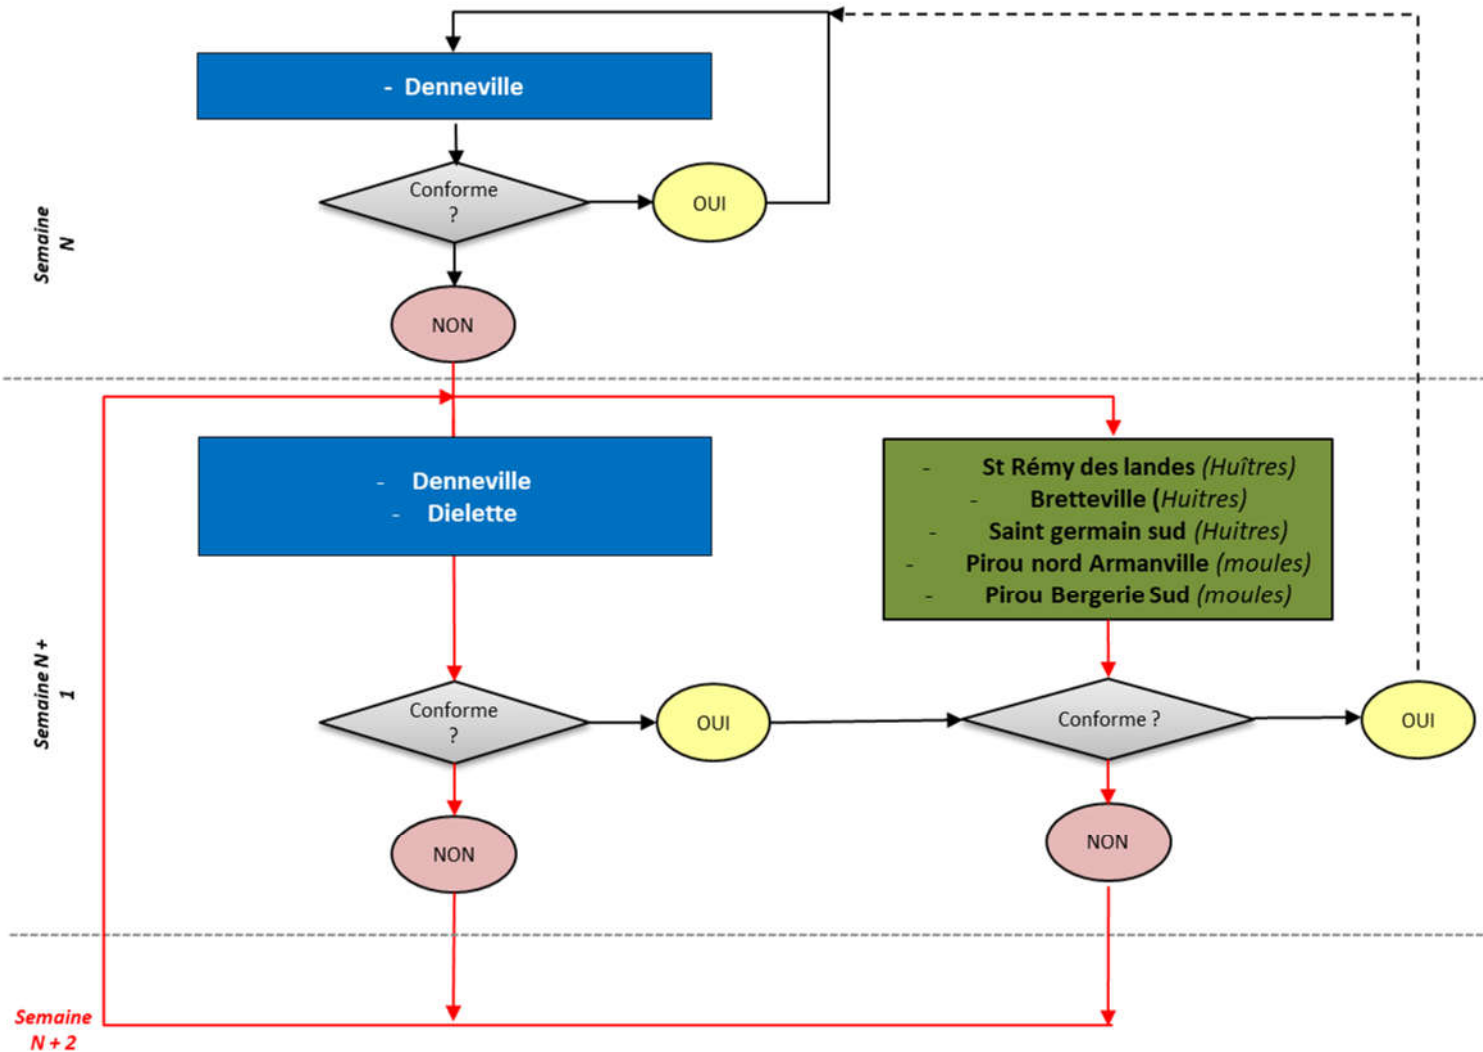 - Denneville
Conforme
?
OUI
Semaine
N
NON
- Denneville
- Dielette
- St Rémy des landes (Huîtres)
- Bretteville (Huitres)
- Saint germain sud (Huitres)
- Pirou nord Armanville (moules)
- Pirou Bergerie Sud (moules)
Semaine N +
1
Conforme
?
OUI
Conforme ?
OUI
NON
NON
Semaine
N + 2